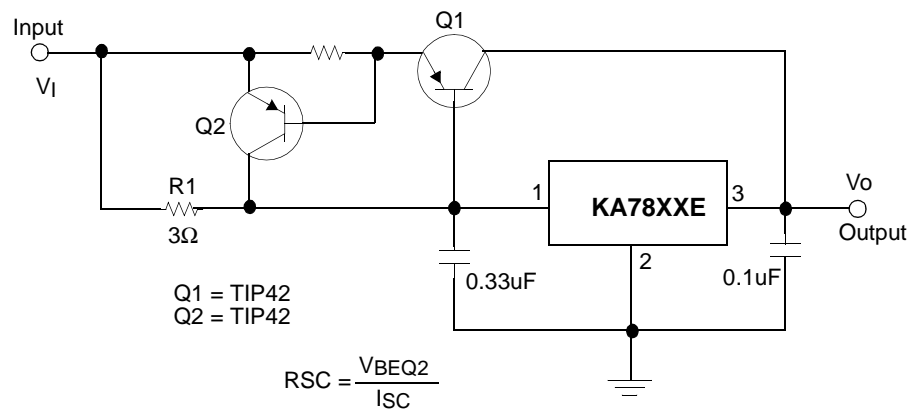 Input
Q1
VI
Q2
R1
3Ω
1
KA78XXE
3
Vo
Output
2
0.33uF
0.1uF
Q1 = TIP42
Q2 = TIP42
RSC = VBEQ2
ISC